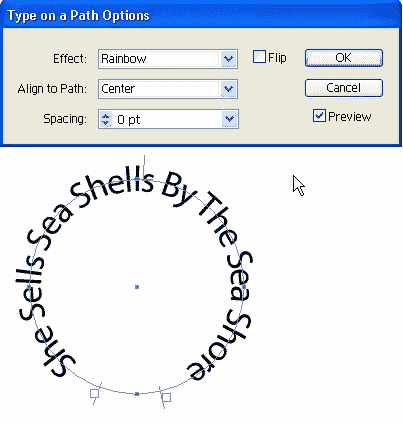 Type on a Path Options
Effect: Rainbow Flip OK
Align to Path: Center Cancel
Spacing: 0 pt Preview
She Sells Sea Shells By The Sea Shore